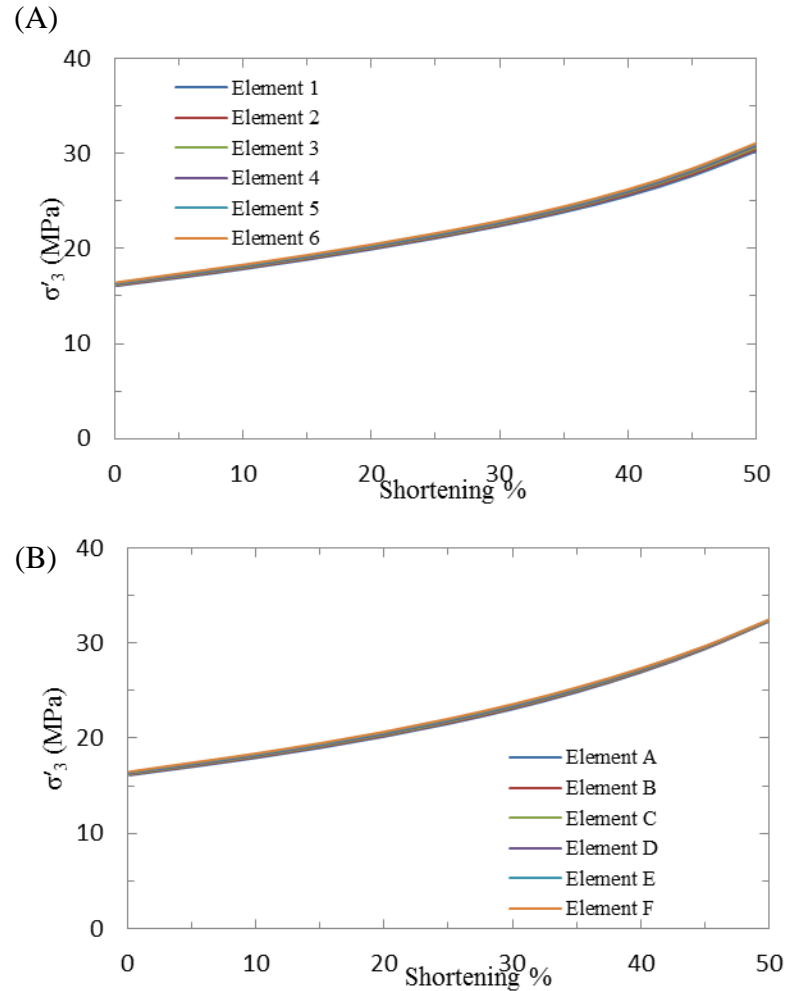 (A)
40
30
20
10
0
σ′3 (MPa)
Element 1
Element 2
Element 3
Element 4
Element 5
Element 6
0 10 20 30 40 50
Shortening %
(B)
40
30
20
10
0
σ′3 (MPa)
Element A
Element B
Element C
Element D
Element E
Element F
0 10 20 30 40 50
Shortening %